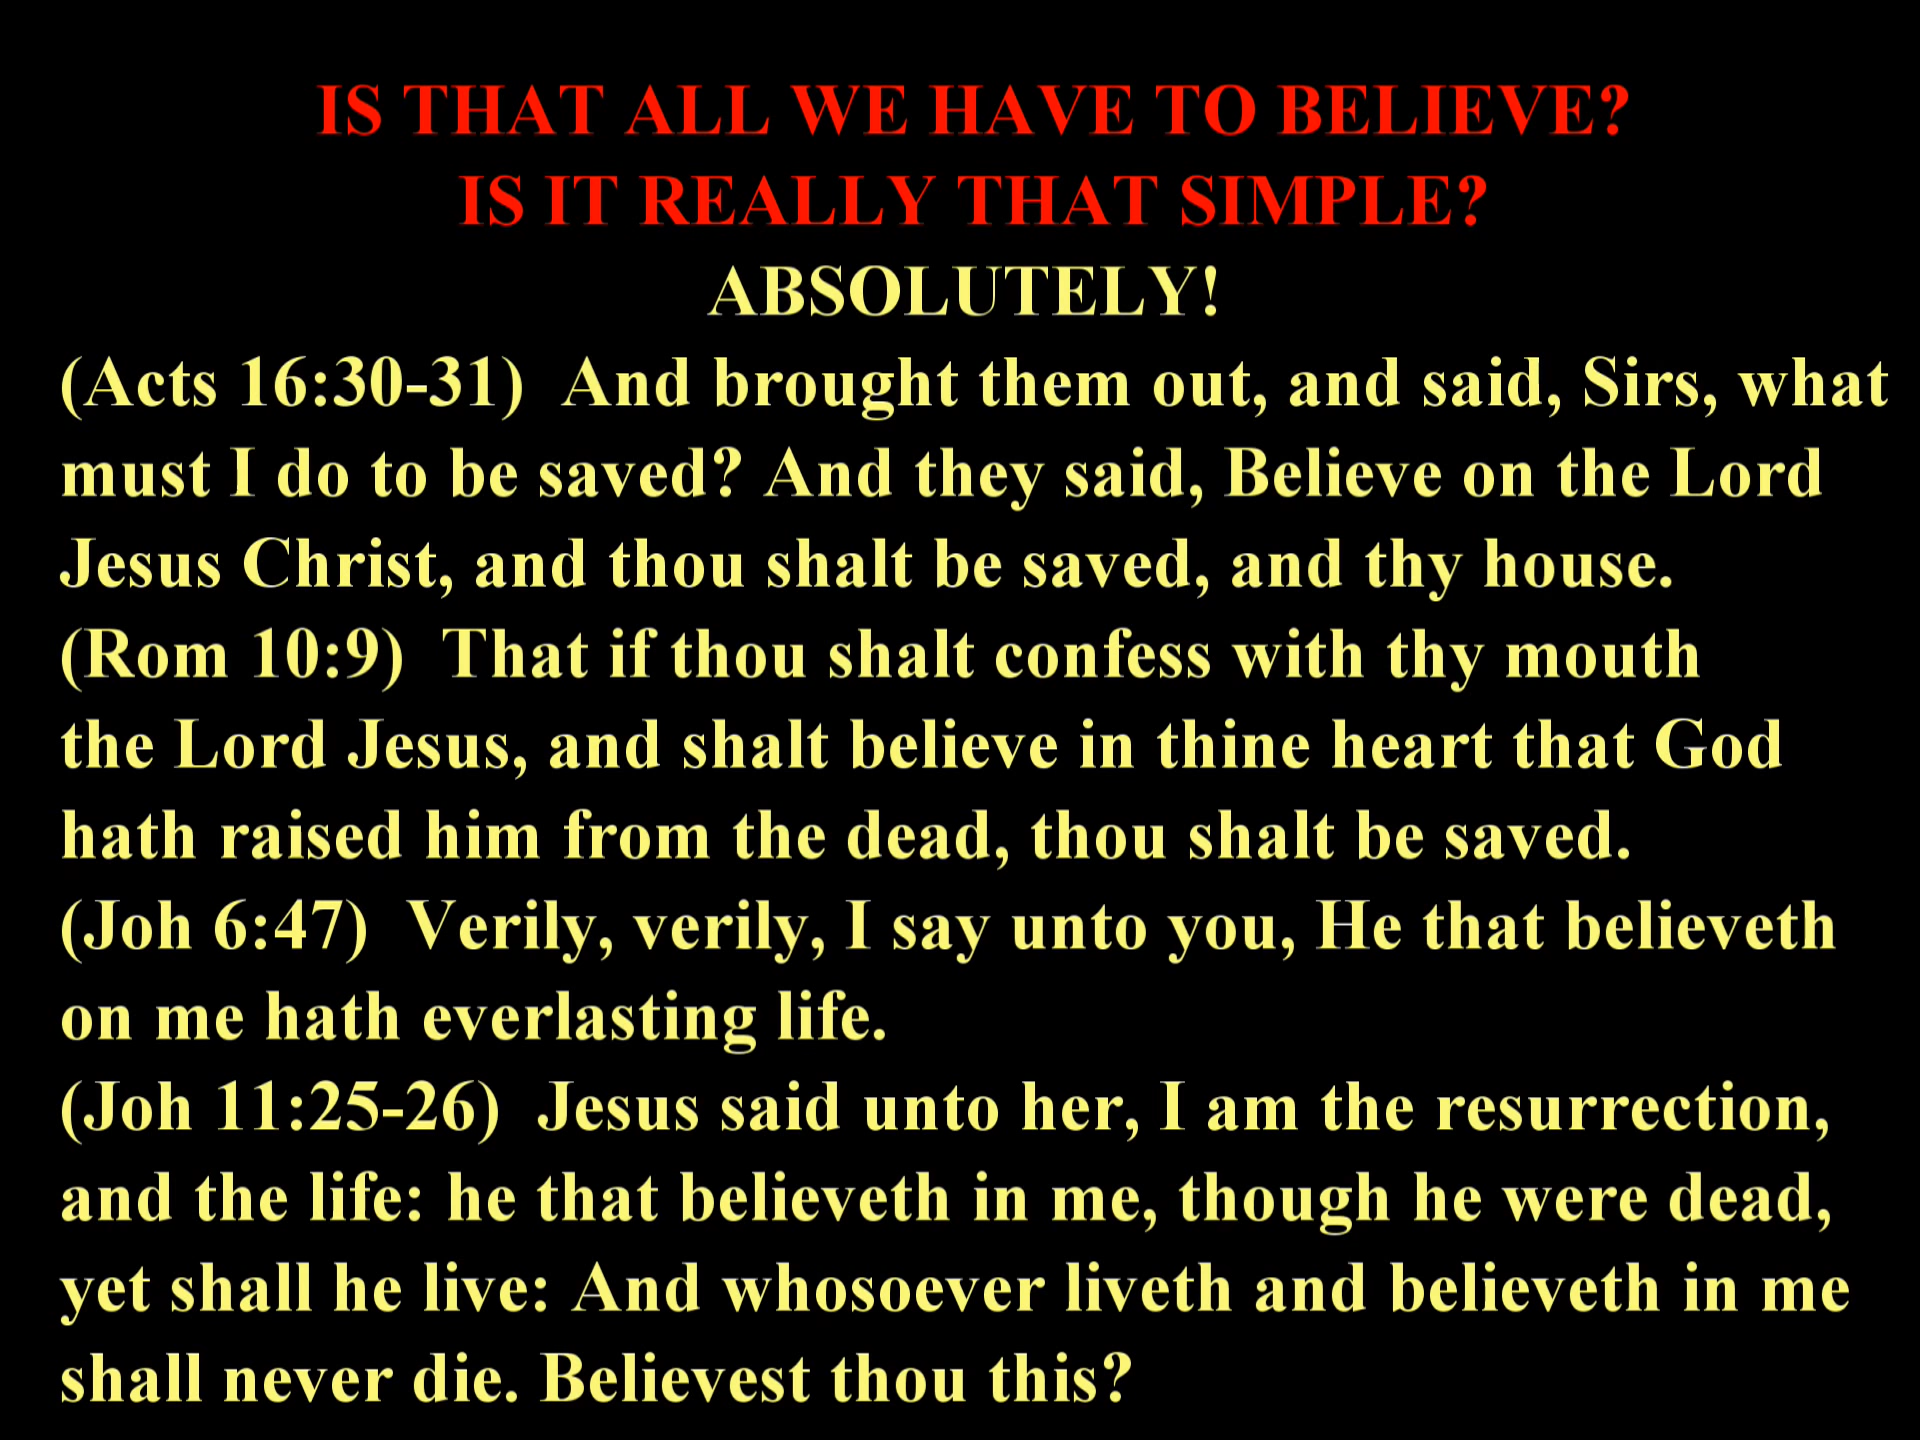 IS THAT ALL WE HAVE TO BELIEVE?
IS IT REALLY THAT SIMPLE?
ABSOLUTELY!
(Acts 16:30-31)  And brought them out, and said, Sirs, what
must I do to be saved? And they said, Believe on the Lord
Jesus Christ, and thou shalt be saved, and thy house.
(Rom 10:9)  That if thou shalt confess with thy mouth
the Lord Jesus, and shalt believe in thine heart that God
hath raised him from the dead, thou shalt be saved.
(Joh 6:47)  Verily, verily, I say unto you, He that believeth
on me hath everlasting life.
(Joh 11:25-26)  Jesus said unto her, I am the resurrection,
and the life: he that believeth in me, though he were dead,
yet shall he live: And whosoever liveth and believeth in me
shall never die. Believest thou this?